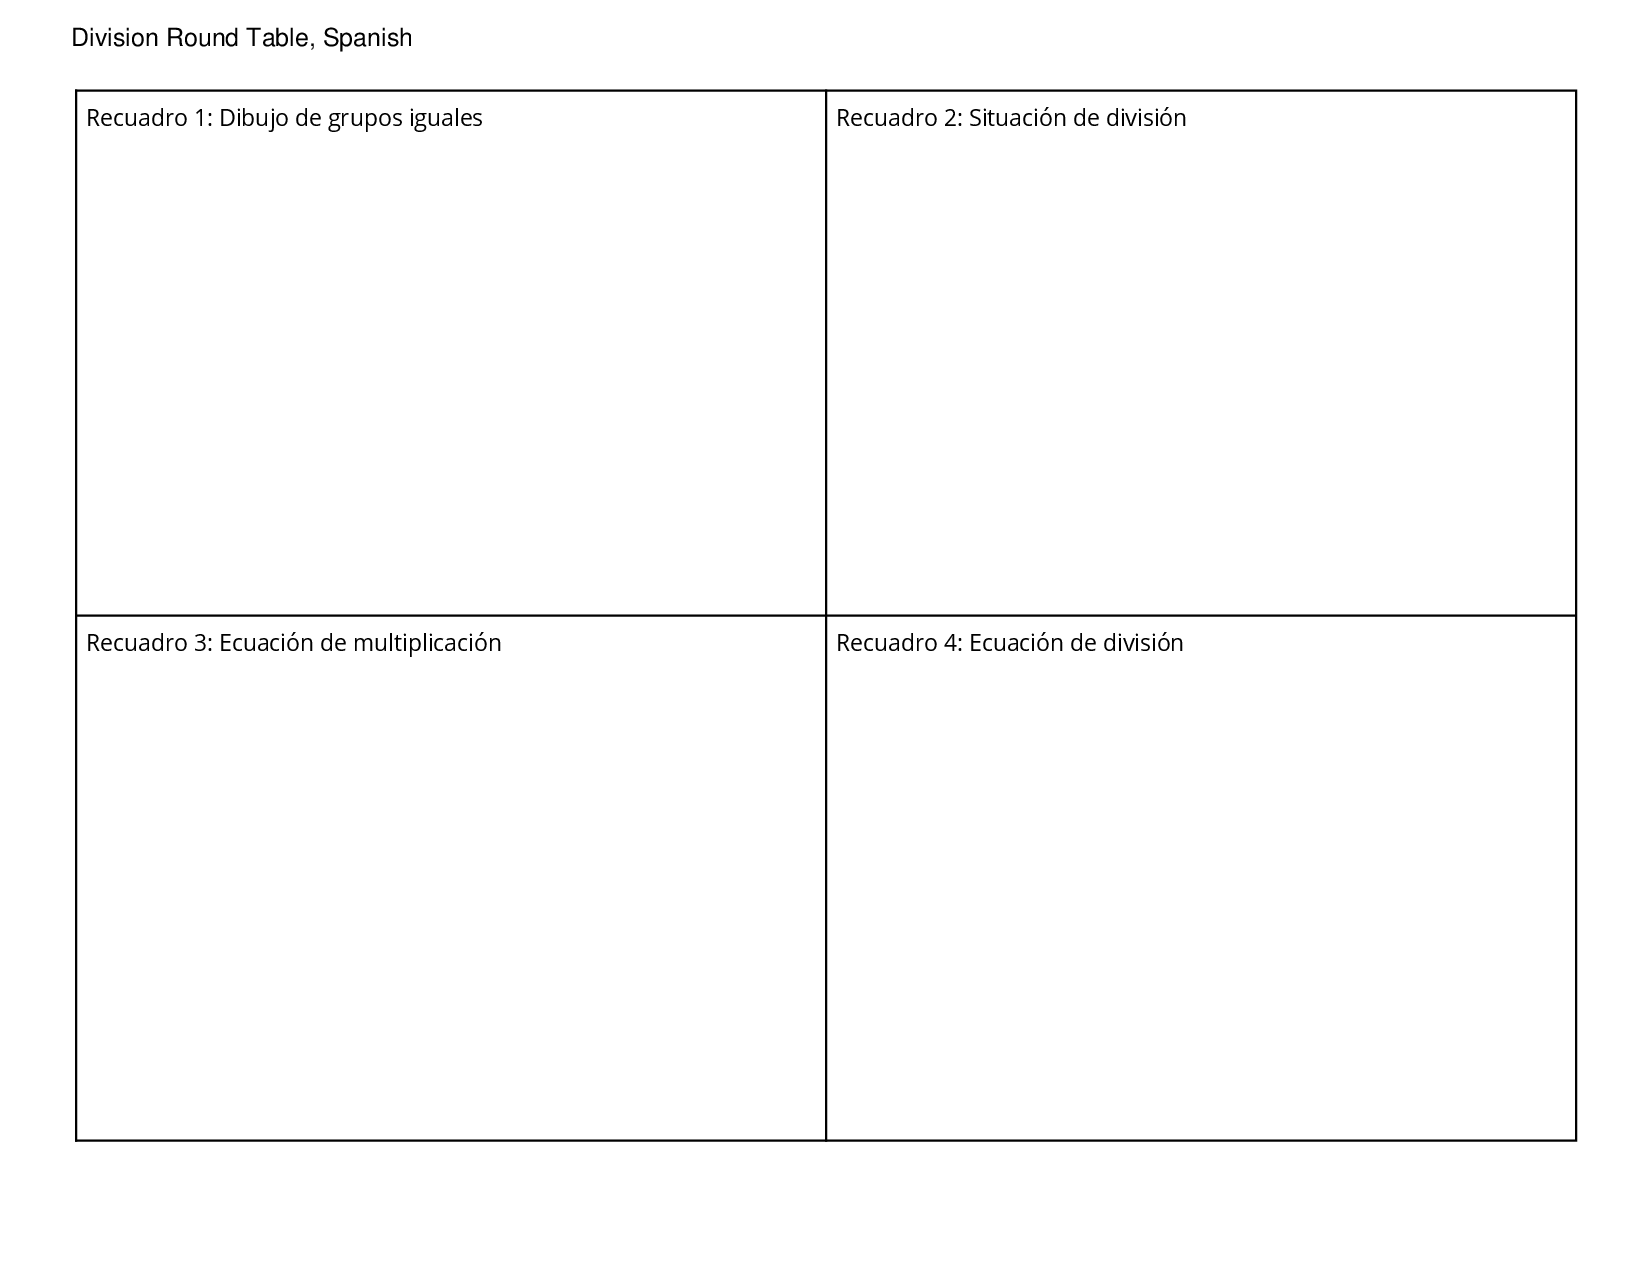 Division Round Table, Spanish
Recuadro 1: Dibujo de grupos iguales
Recuadro 2: Situación de división
Recuadro 3: Ecuación de multiplicación
Recuadro 4: Ecuación de división